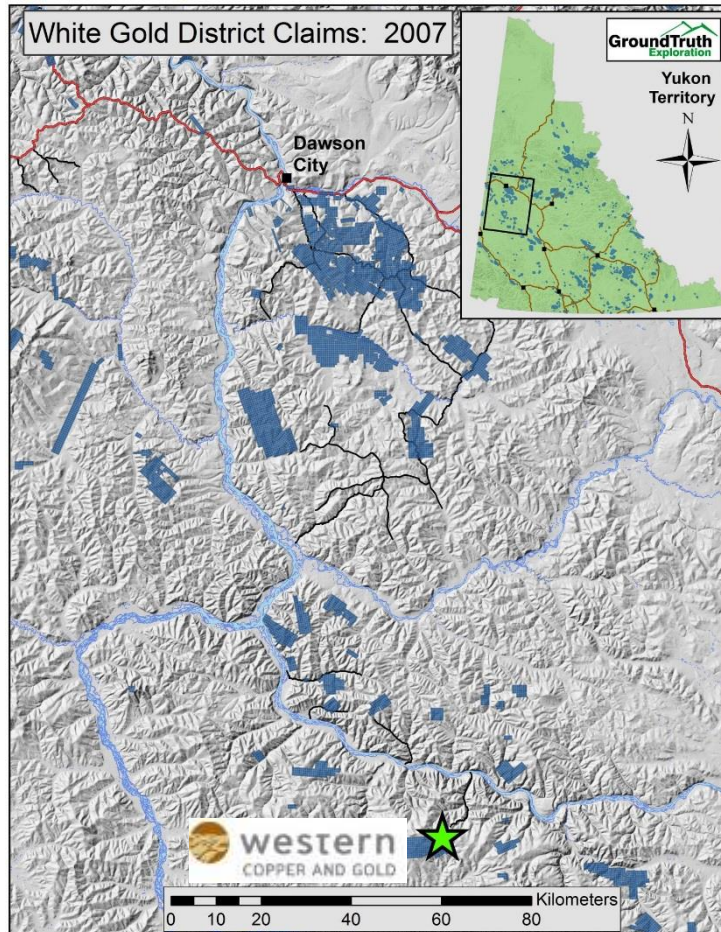 White Gold District Claims: 2007
GroundTruth
Exploration
Yukon
Territory
N
Dawson
City
western
COPPER AND GOLD
Kilometers
0 5 10 20 40 60 80